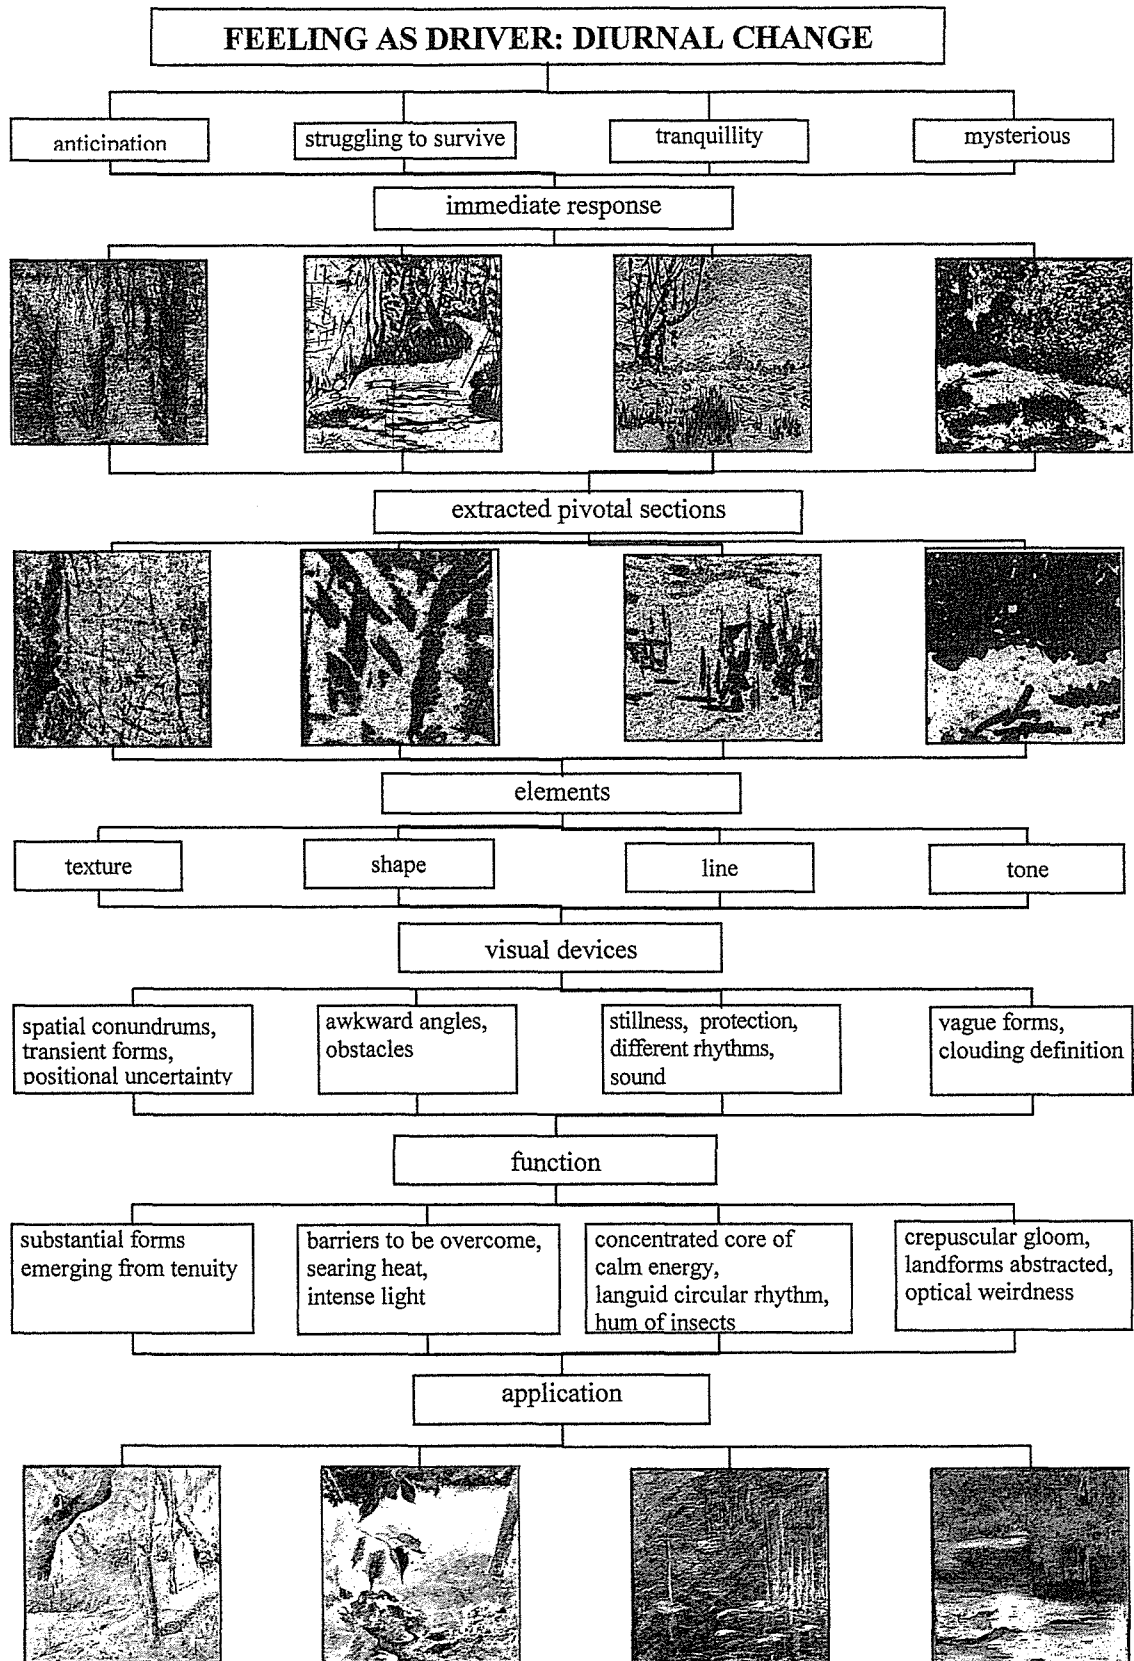 FEELING AS DRIVER: DIURNAL CHANGE
anticipation
struggling to survive
tranquillity
mysterious
immediate response
extracted pivotal sections
elements
texture
shape
line
tone
visual devices
spatial conundrums,
transient forms,
positional uncertainty
awkward angles,
obstacles
stillness, protection,
different rhythms,
sound
vague forms,
clouding definition
function
substantial forms
emerging from tenuity
barriers to be overcome,
searing heat,
intense light
concentrated core of
calm energy,
languid circular rhythm,
hum of insects
crepuscular gloom,
landforms abstracted,
optical weirdness
application